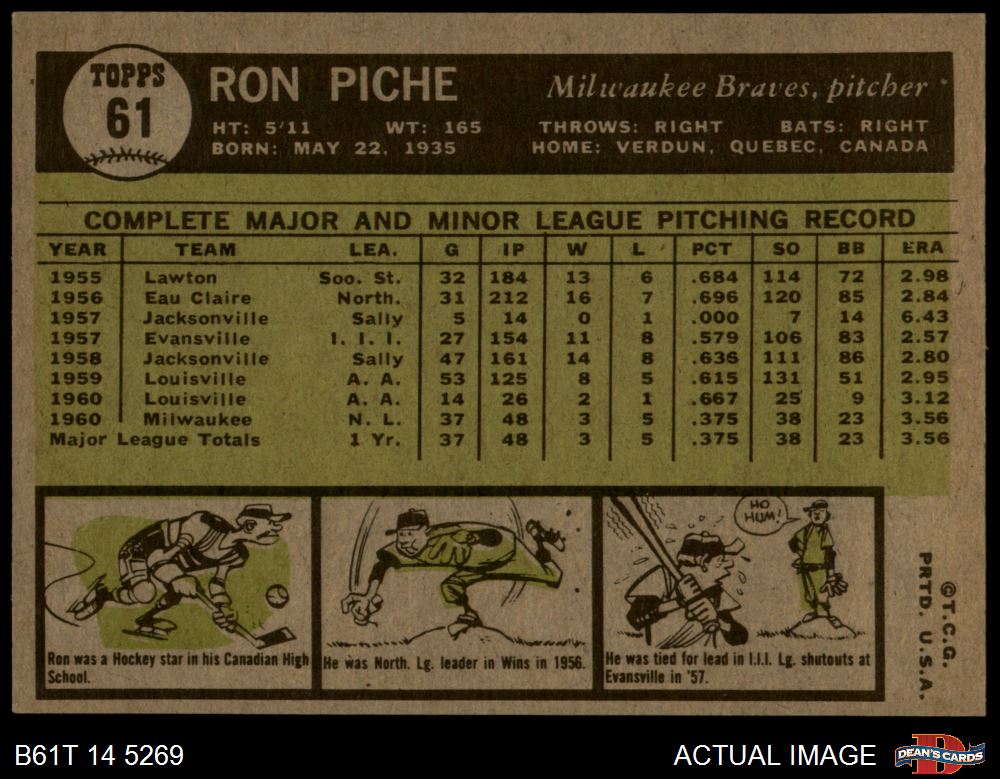 TOPPS
61
RON PICHE
Milwaukee Braves, pitcher
HT: 5'11 WT: 165 THROWS: RIGHT BATS: RIGHT
BORN: MAY 22, 1935 HOME: VERDUN, QUEBEC, CANADA
COMPLETE MAJOR AND MINOR LEAGUE PITCHING RECORD
YEAR TEAM LEA. G IP W L PCT SO BB ERA
1955 Lawton Soo. St. 32 184 13 6 .684 114 72 2.98
1956 Eau Claire North. 31 212 16 7 .696 120 85 2.84
1957 Jacksonville Sally 5 14 0 1 .000 7 14 6.43
1957 Evansville I. I. I. 27 154 11 8 .579 106 83 2.57
1958 Jacksonville Sally 47 161 14 8 .636 111 86 2.80
1959 Louisville A. A. 53 125 8 5 .615 131 51 2.95
1960 Louisville A. A. 14 26 2 1 .667 25 9 3.12
1960 Milwaukee N. L. 37 48 3 5 .375 38 23 3.56
Major League Totals 1 Yr. 37 48 3 5 .375 38 23 3.56
Ron was a Hockey star in his Canadian High
School.
He was North. Lg. leader in Wins in 1956.
HO
HUM!
He was tied for lead in I.I.I. Lg. shutouts at
Evansville in '57.
©T.C.G.
PRTD. U.S.A.
B61T 14 5269
ACTUAL IMAGE
DEAN'S CARDS